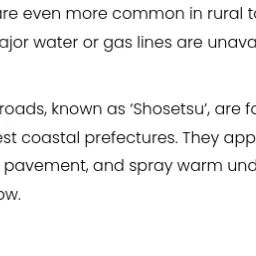 are even more common in rural t
ajor water or gas lines are unava
roads, known as ‘Shosetsu’, are fo
est coastal prefectures. They app
pavement, and spray warm und
ow.